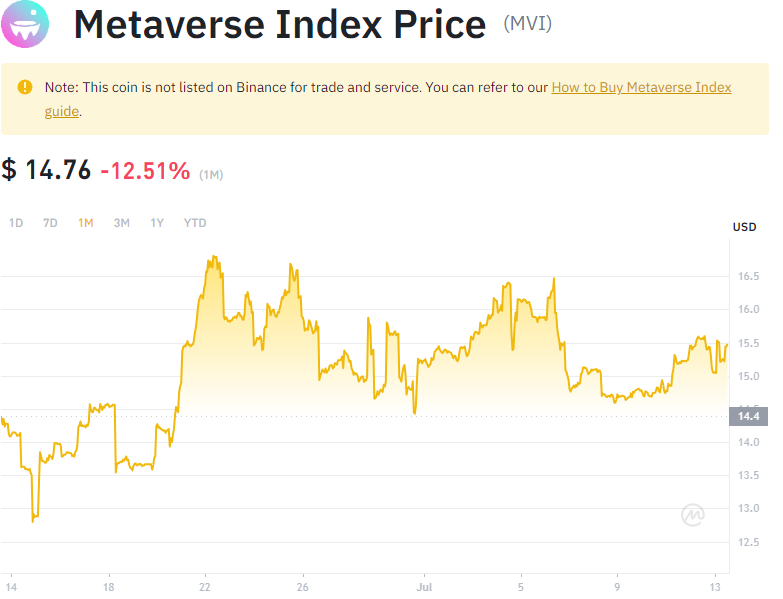 Metaverse Index Price (MVI)
Note: This coin is not listed on Binance for trade and service. You can refer to our How to Buy Metaverse Index
guide.
$ 14.76 -12.51% (1M)
1D 7D 1M 3M 1Y YTD
USD
16.5
16.0
15.5
15.0
14.4
14.0
13.5
13.0
12.5
14 18 22 26 Jul 5 9 13